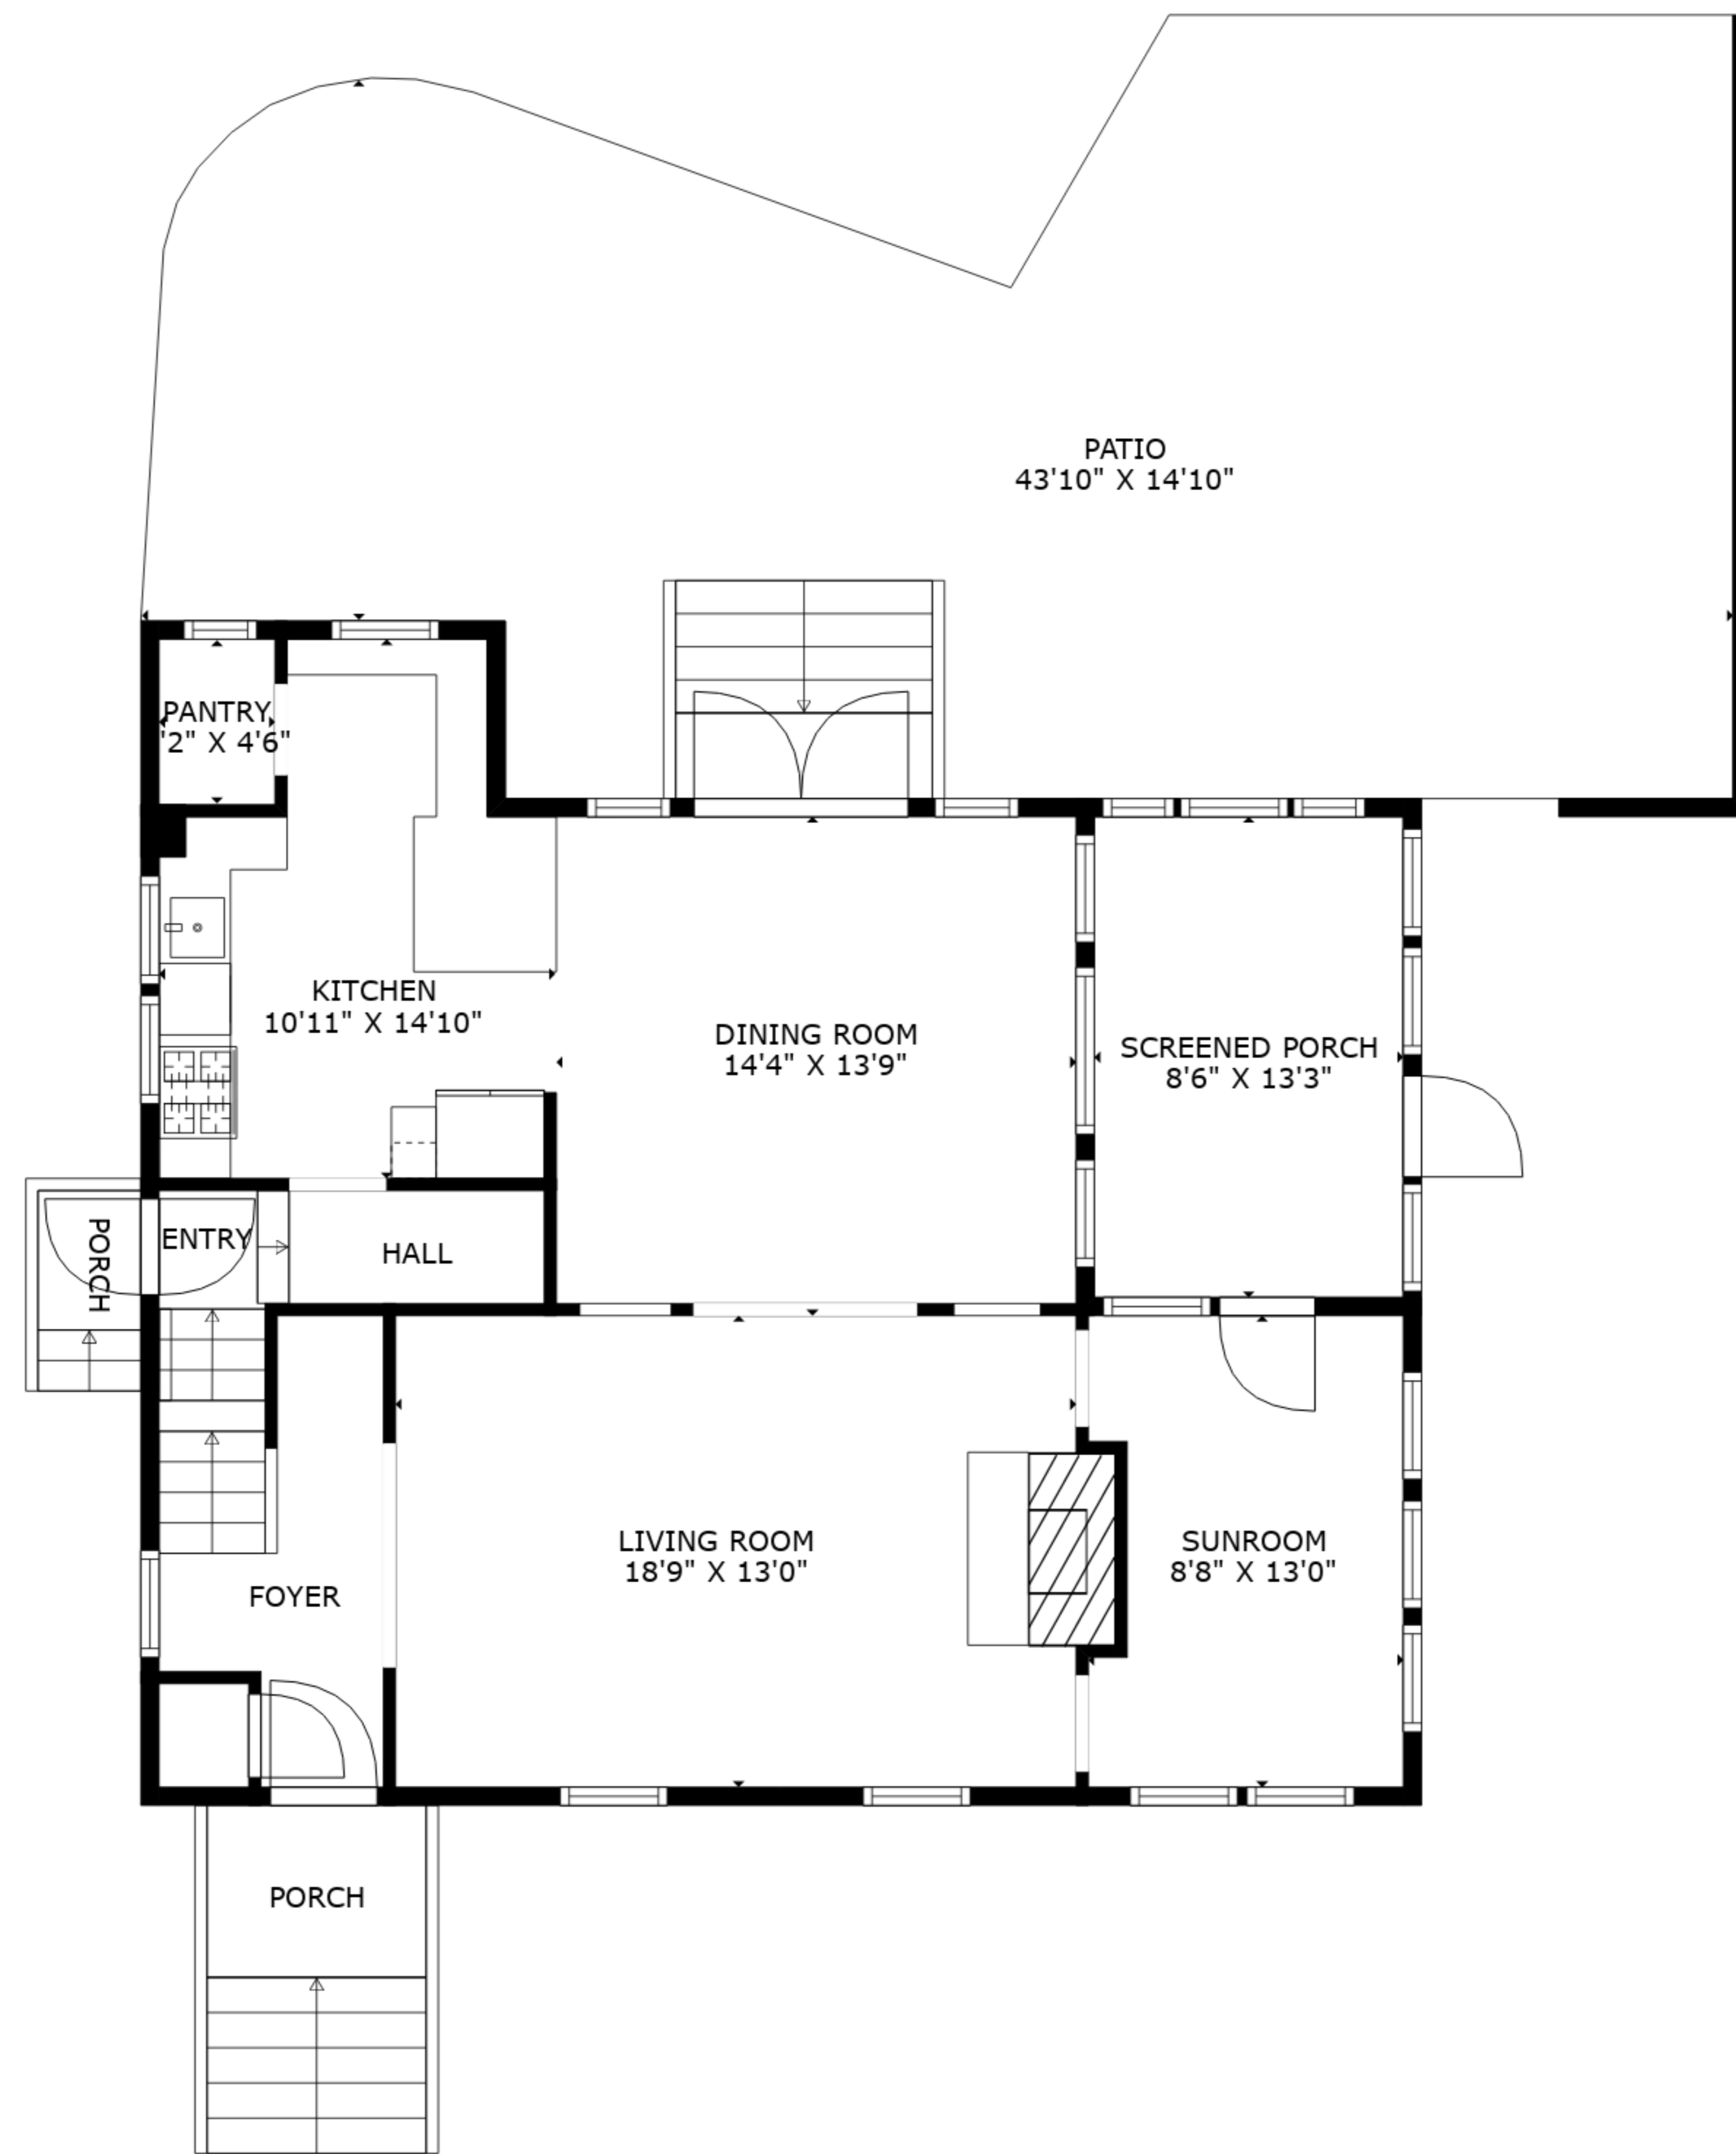 PATIO
43'10" X 14'10"
PANTRY
'2" X 4'6"
KITCHEN
10'11" X 14'10"
DINING ROOM
14'4" X 13'9"
SCREENED PORCH
8'6" X 13'3"
PORCH
ENTRY
HALL
LIVING ROOM
18'9" X 13'0"
SUNROOM
8'8" X 13'0"
FOYER
PORCH